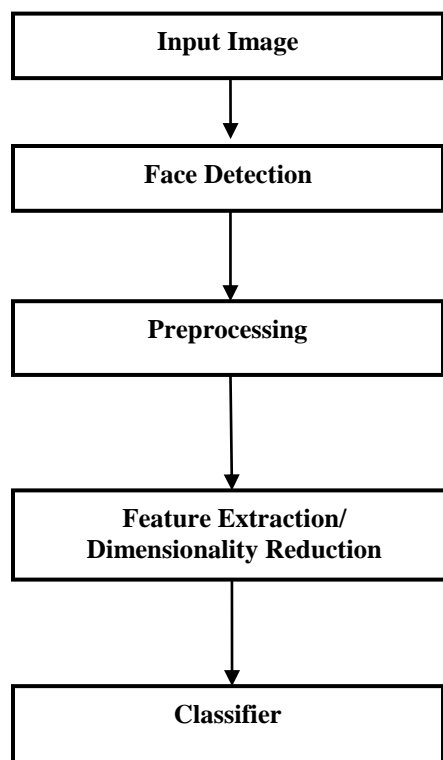 Input Image
Face Detection
Preprocessing
Feature Extraction/
Dimensionality Reduction
Classifier